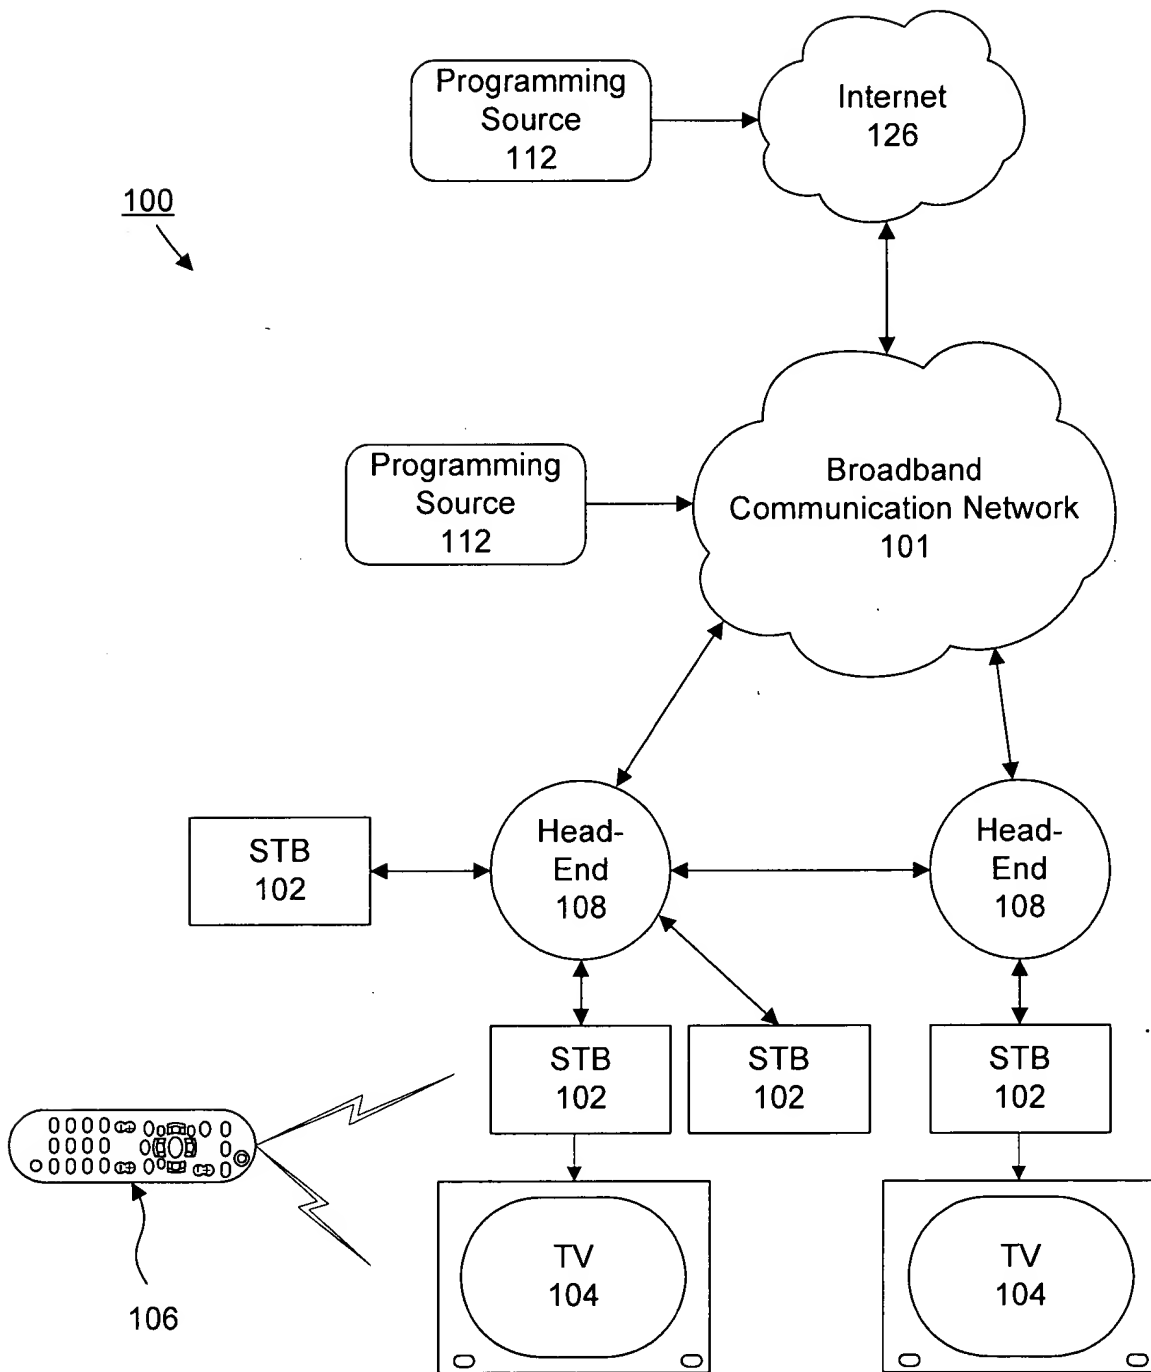 Programming
Source
112
Internet
126
100
Programming
Source
112
Broadband
Communication Network
101
STB
102
Head-
End
108
Head-
End
108
STB
102
STB
102
STB
102
TV
104
TV
104
106